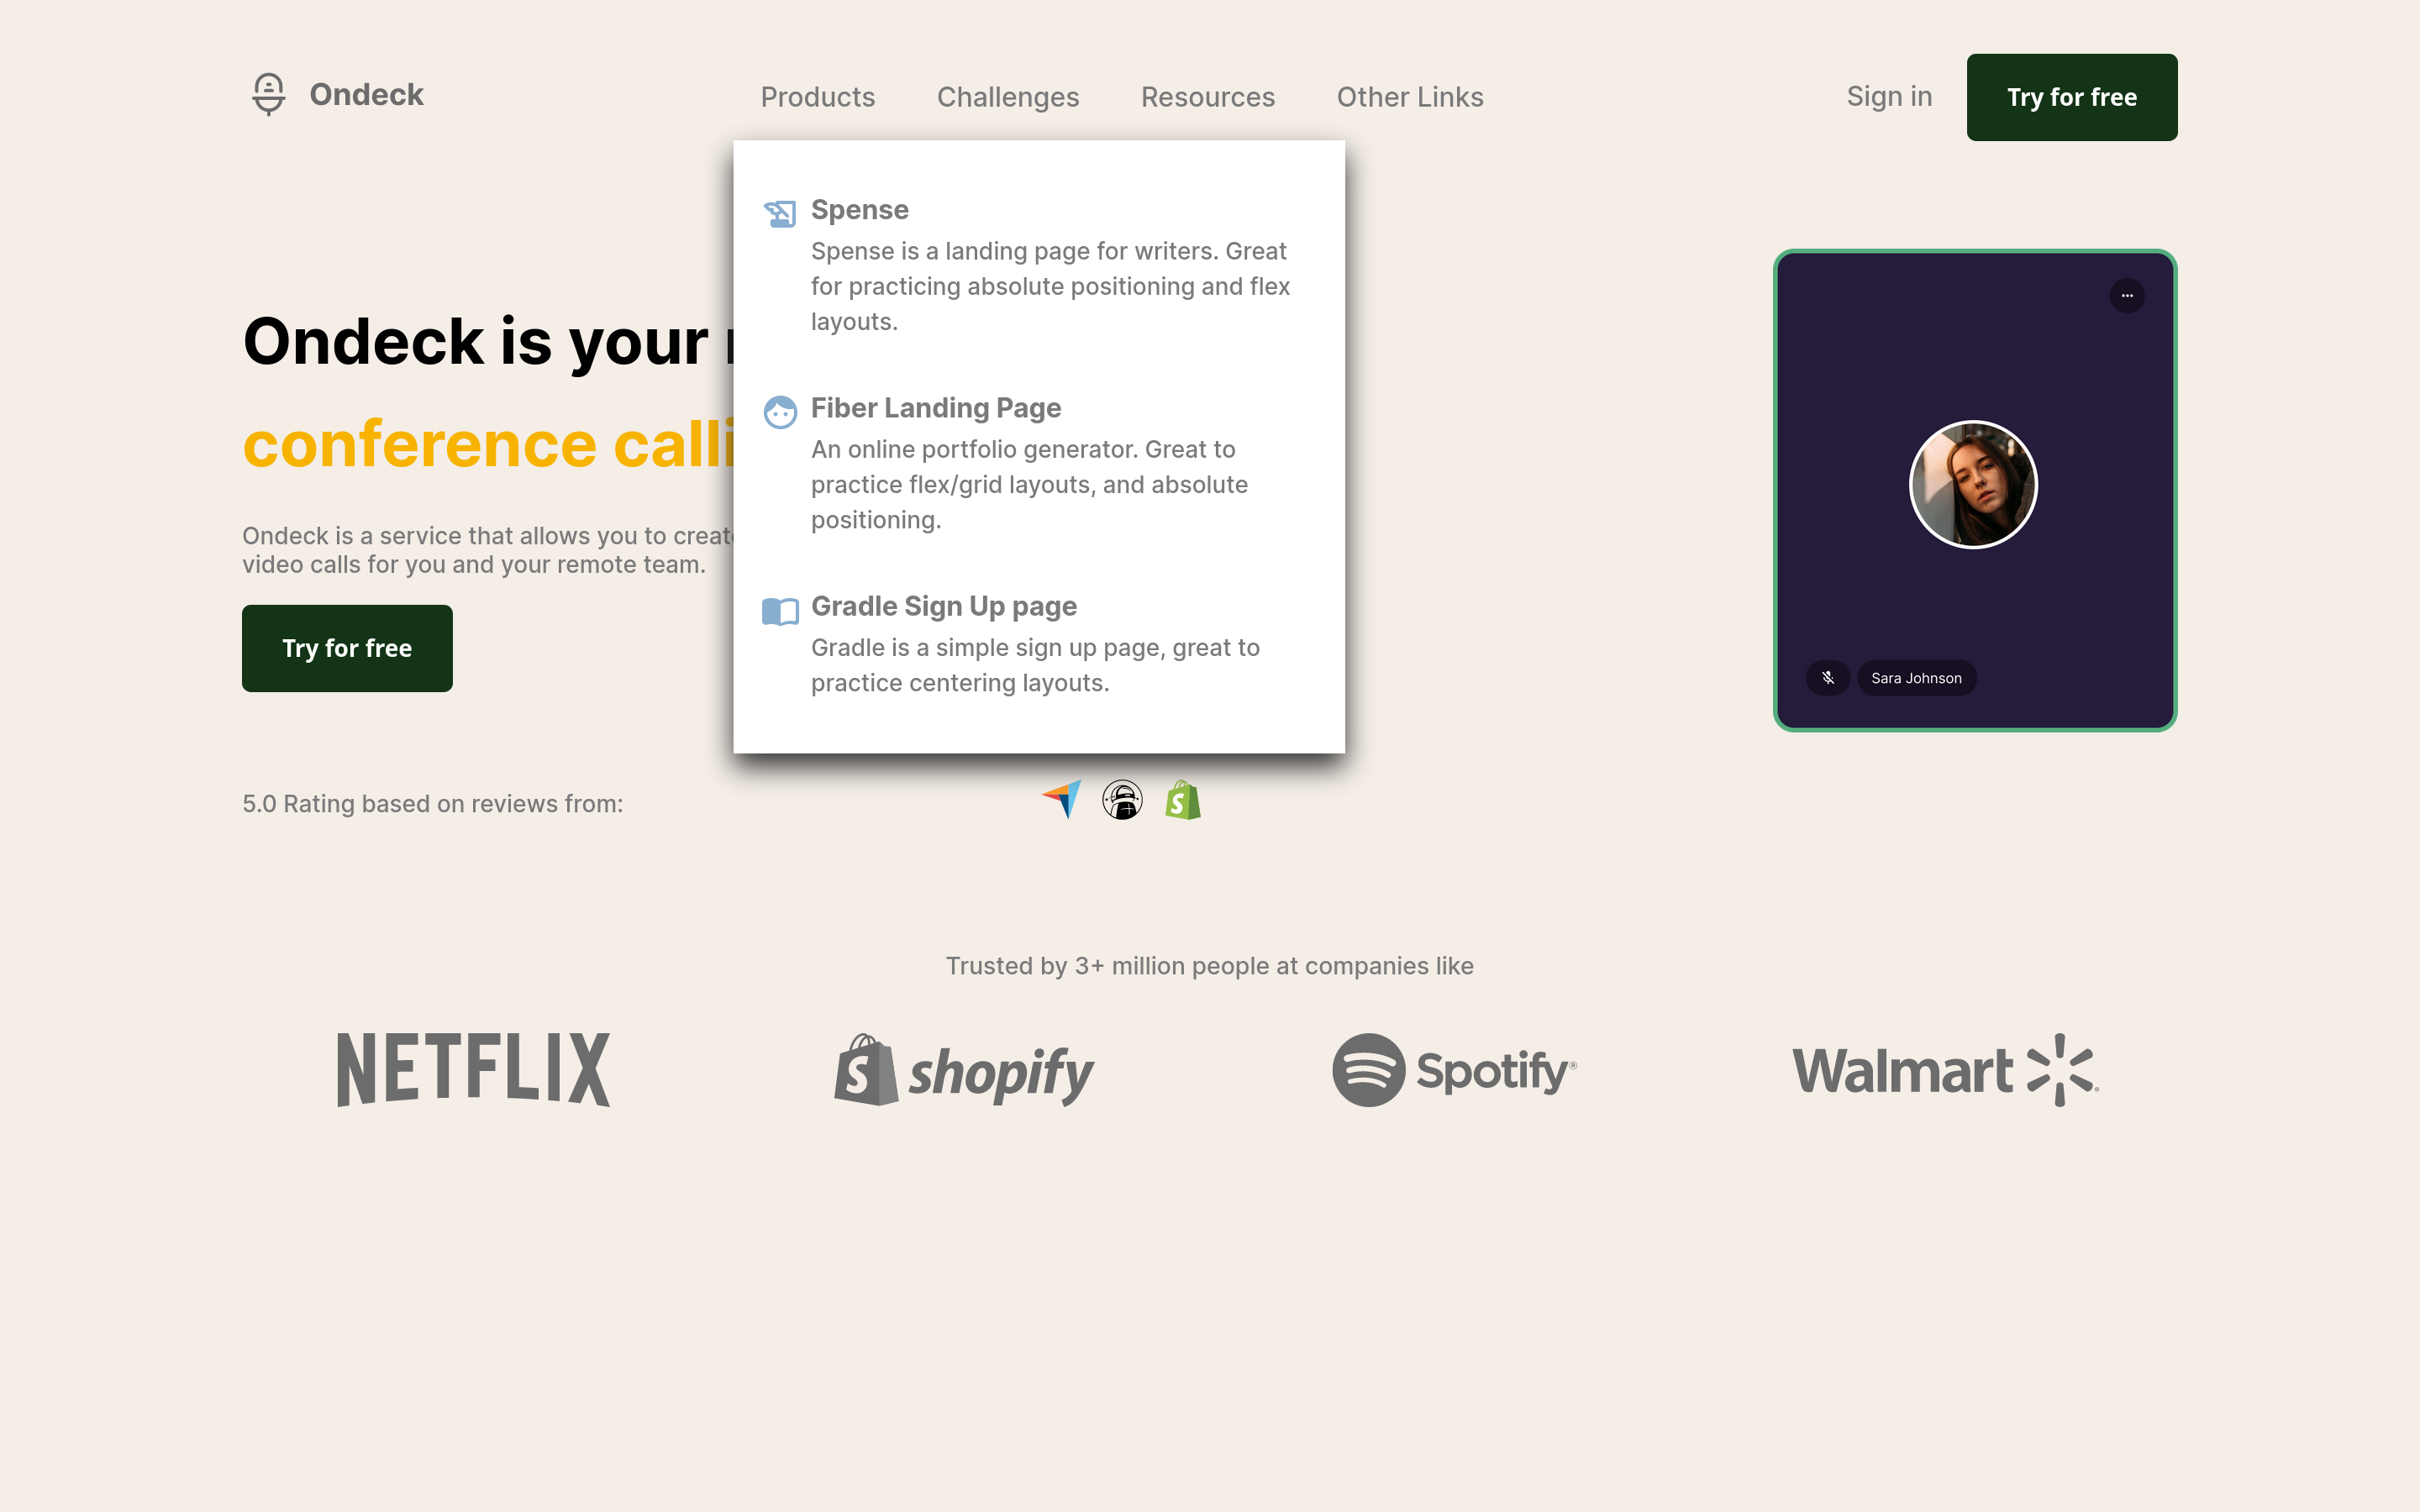 Ondeck
Products
Challenges
Resources
Other Links
Sign in
Try for free
Spense
Spense is a landing page for writers. Great
for practicing absolute positioning and flex
layouts.
Fiber Landing Page
An online portfolio generator. Great to
practice flex/grid layouts, and absolute
positioning.
Gradle Sign Up page
Gradle is a simple sign up page, great to
practice centering layouts.
Ondeck is your
conference
Ondeck is a service that allows you to
video calls for you and your remote team.
Try for free
Sara Johnson
5.0 Rating based on reviews from:
Trusted by 3+ million people at companies like
NETFLIX
shopify
Spotify®
Walmart